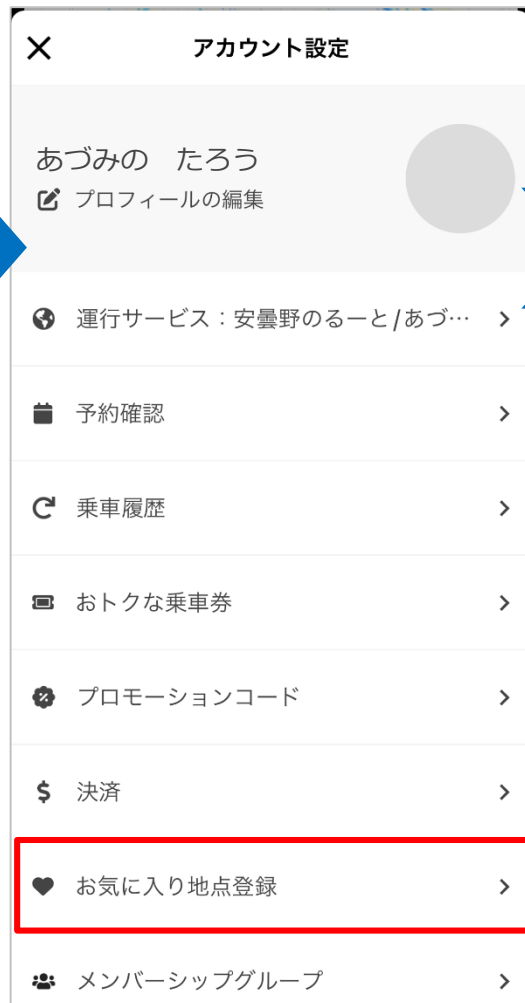 アカウント設定
あづみの　たろう
プロフィールの編集
運行サービス：安曇野のるーと/あづ…
予約確認
乗車履歴
おトクな乗車券
プロモーションコード
決済
お気に入り地点登録
メンバーシップグループ